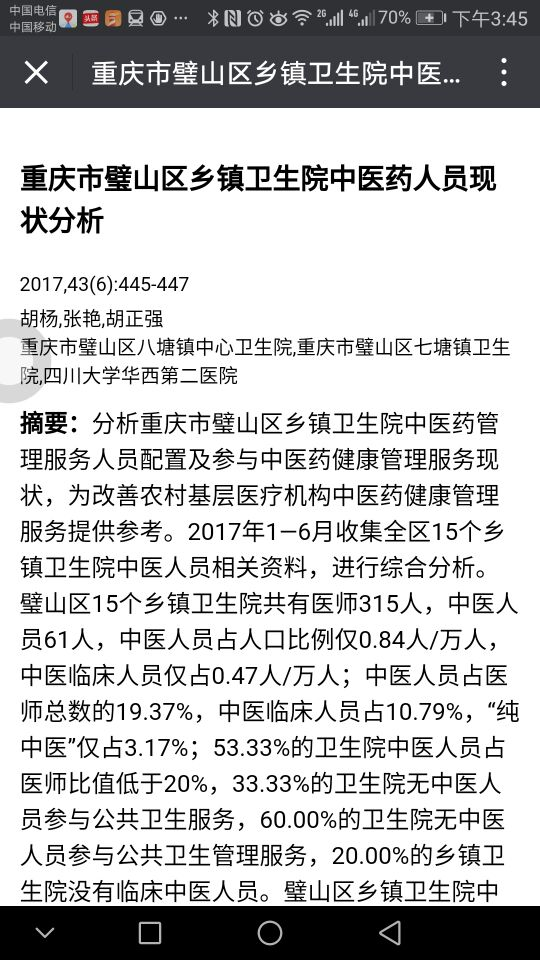 中国电信
中国移动
头条
2G
4G
70%
下午3:45
重庆市璧山区乡镇卫生院中医...
重庆市璧山区乡镇卫生院中医药人员现
状分析
2017,43(6):445-447
胡杨,张艳,胡正强
重庆市璧山区八塘镇中心卫生院,重庆市璧山区七塘镇卫生
院,四川大学华西第二医院
摘要：分析重庆市璧山区乡镇卫生院中医药管
理服务人员配置及参与中医药健康管理服务现
状，为改善农村基层医疗机构中医药健康管理
服务提供参考。2017年1—6月收集全区15个乡
镇卫生院中医人员相关资料，进行综合分析。
璧山区15个乡镇卫生院共有医师315人，中医人
员61人，中医人员占人口比例仅0.84人/万人，
中医临床人员仅占0.47人/万人；中医人员占医
师总数的19.37%，中医临床人员占10.79%，“纯
中医”仅占3.17%；53.33%的卫生院中医人员占
医师比值低于20%，33.33%的卫生院无中医人
员参与公共卫生服务，60.00%的卫生院无中医
人员参与公共卫生管理服务，20.00%的乡镇卫
生院没有临床中医人员。璧山区乡镇卫生院中